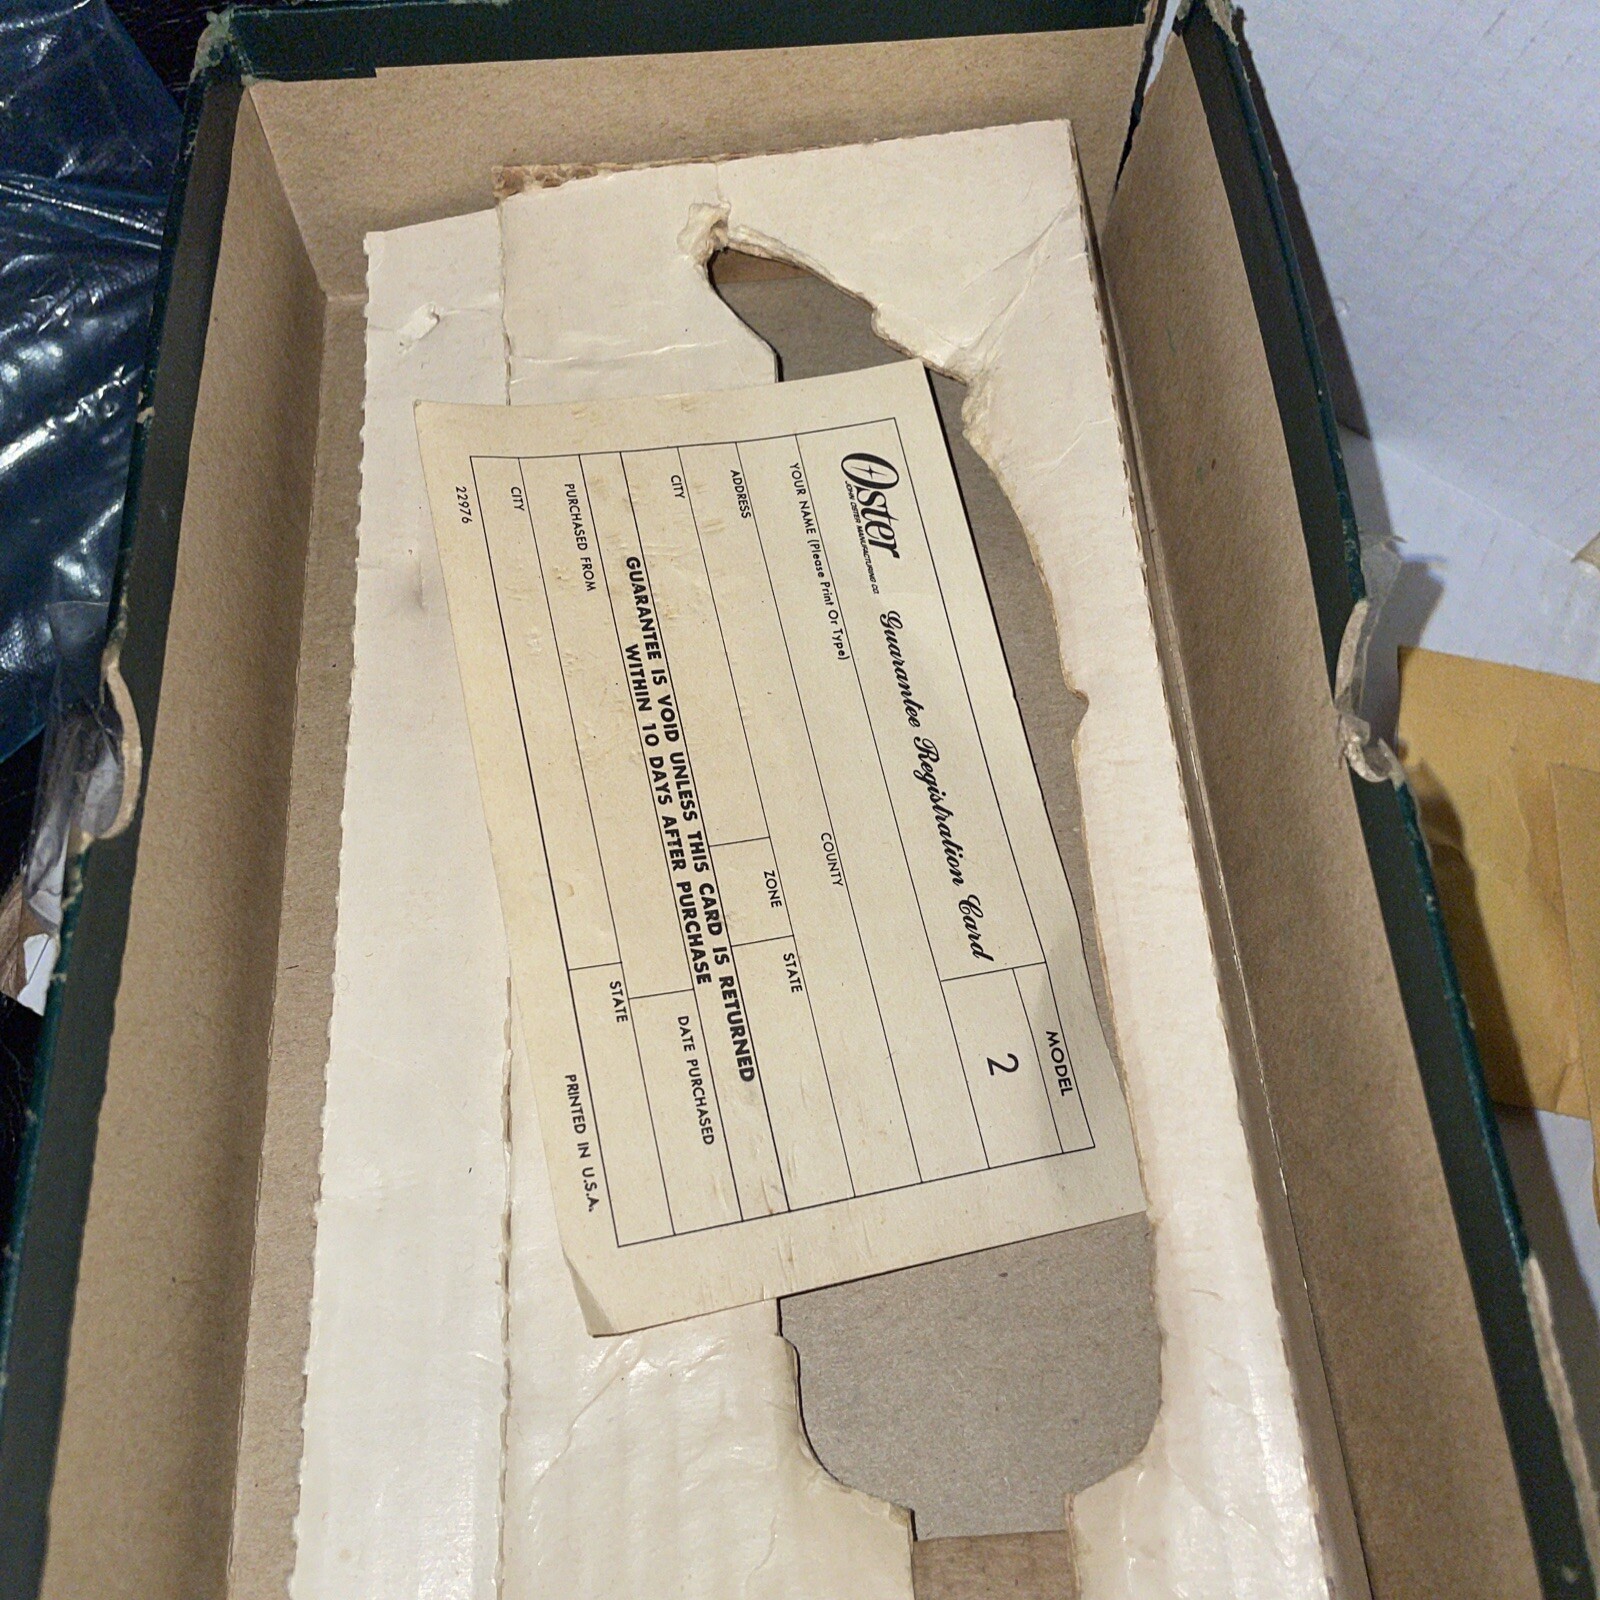 Oster
JOHN OSTER MANUFACTURING CO.
Guarantee Registration Card
MODEL
2
YOUR NAME (Please Print Or Type)
ADDRESS
COUNTY
CITY
ZONE
STATE
GUARANTEE IS VOID UNLESS THIS CARD IS RETURNED
WITHIN 10 DAYS AFTER PURCHASE
PURCHASED FROM
DATE PURCHASED
CITY
STATE
22976
PRINTED IN U.S.A.